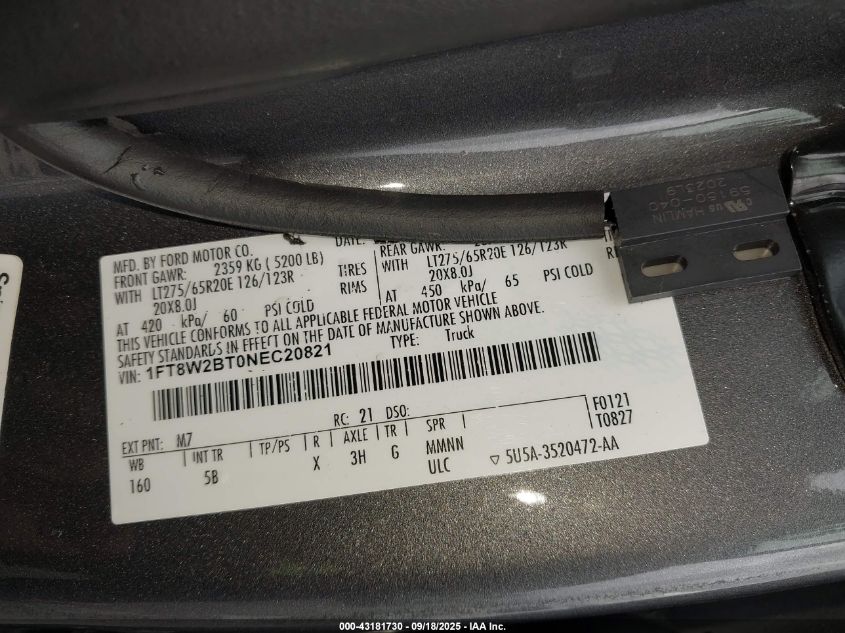 59150-040
2023L9
HAMLIN
MFD. BY FORD MOTOR CO.
DATE:
FRONT GAWR: 2359 KG ( 5200 LB)
REAR GAWR:
WITH LT275/65R20E 126/123R TIRES
WITH LT275/65R20E 126/123R
20X8.0J RIMS
20X8.0J
AT 420 kPa/ 60 PSI COLD
AT 450 kPa/ 65 PSI COLD
THIS VEHICLE CONFORMS TO ALL APPLICABLE FEDERAL MOTOR VEHICLE
SAFETY STANDARDS IN EFFECT ON THE DATE OF MANUFACTURE SHOWN ABOVE.
VIN: 1FT8W2BT0NEC20821
TYPE: Truck
RC: 21 DSO:
F0121
T0827
EXT PNT: M7
WB INT TR TP/PS R AXLE TR SPR
160 5B X 3H G MMNN
ULC
▽ 5U5A-3520472-AA
000-43181730 - 09/18/2025 - IAA Inc.